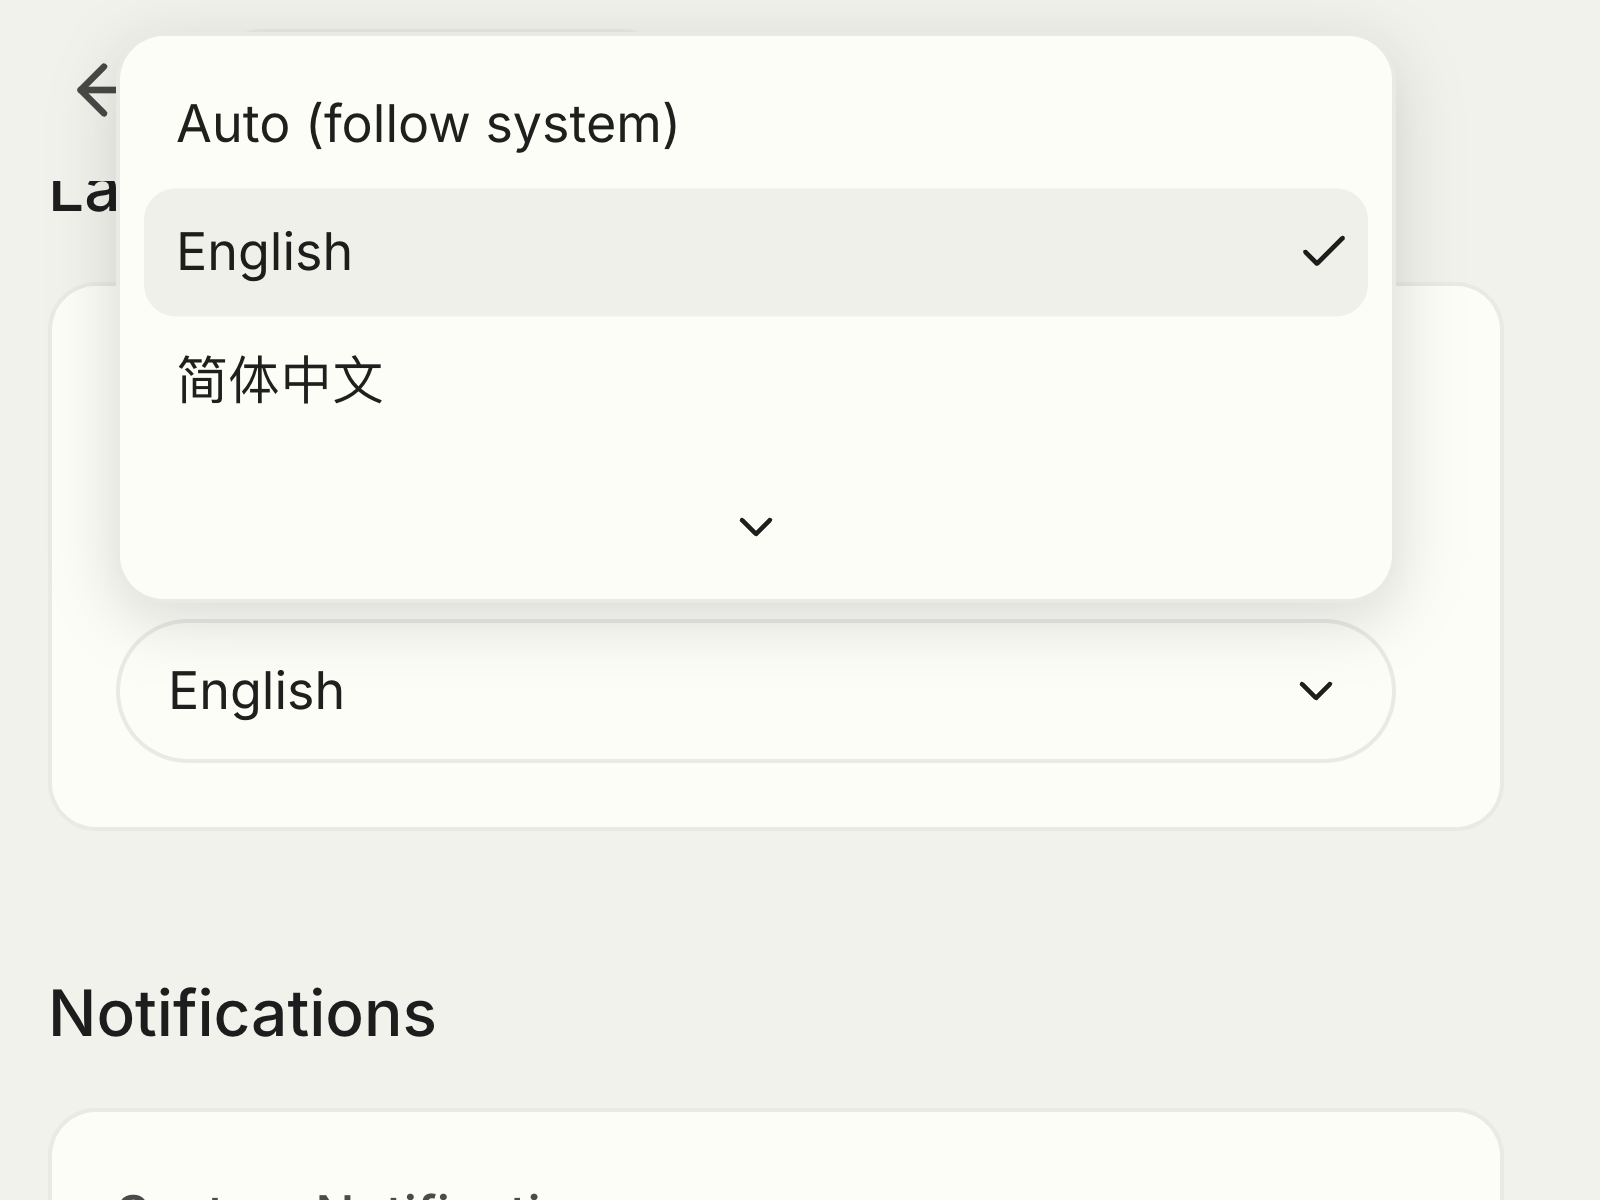 Auto (follow system)
English
简体中文
English
Notifications